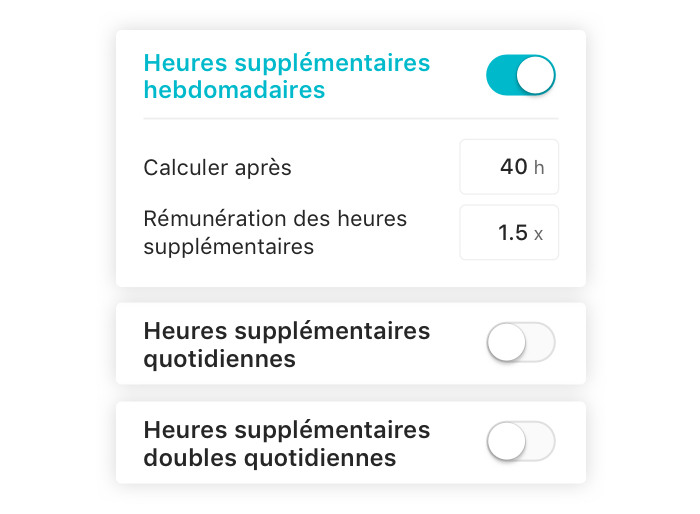 Heures supplémentaires
hebdomadaires
Calculer après
40 h
Rémunération des heures
supplémentaires
1.5 x
Heures supplémentaires
quotidiennes
Heures supplémentaires
doubles quotidiennes